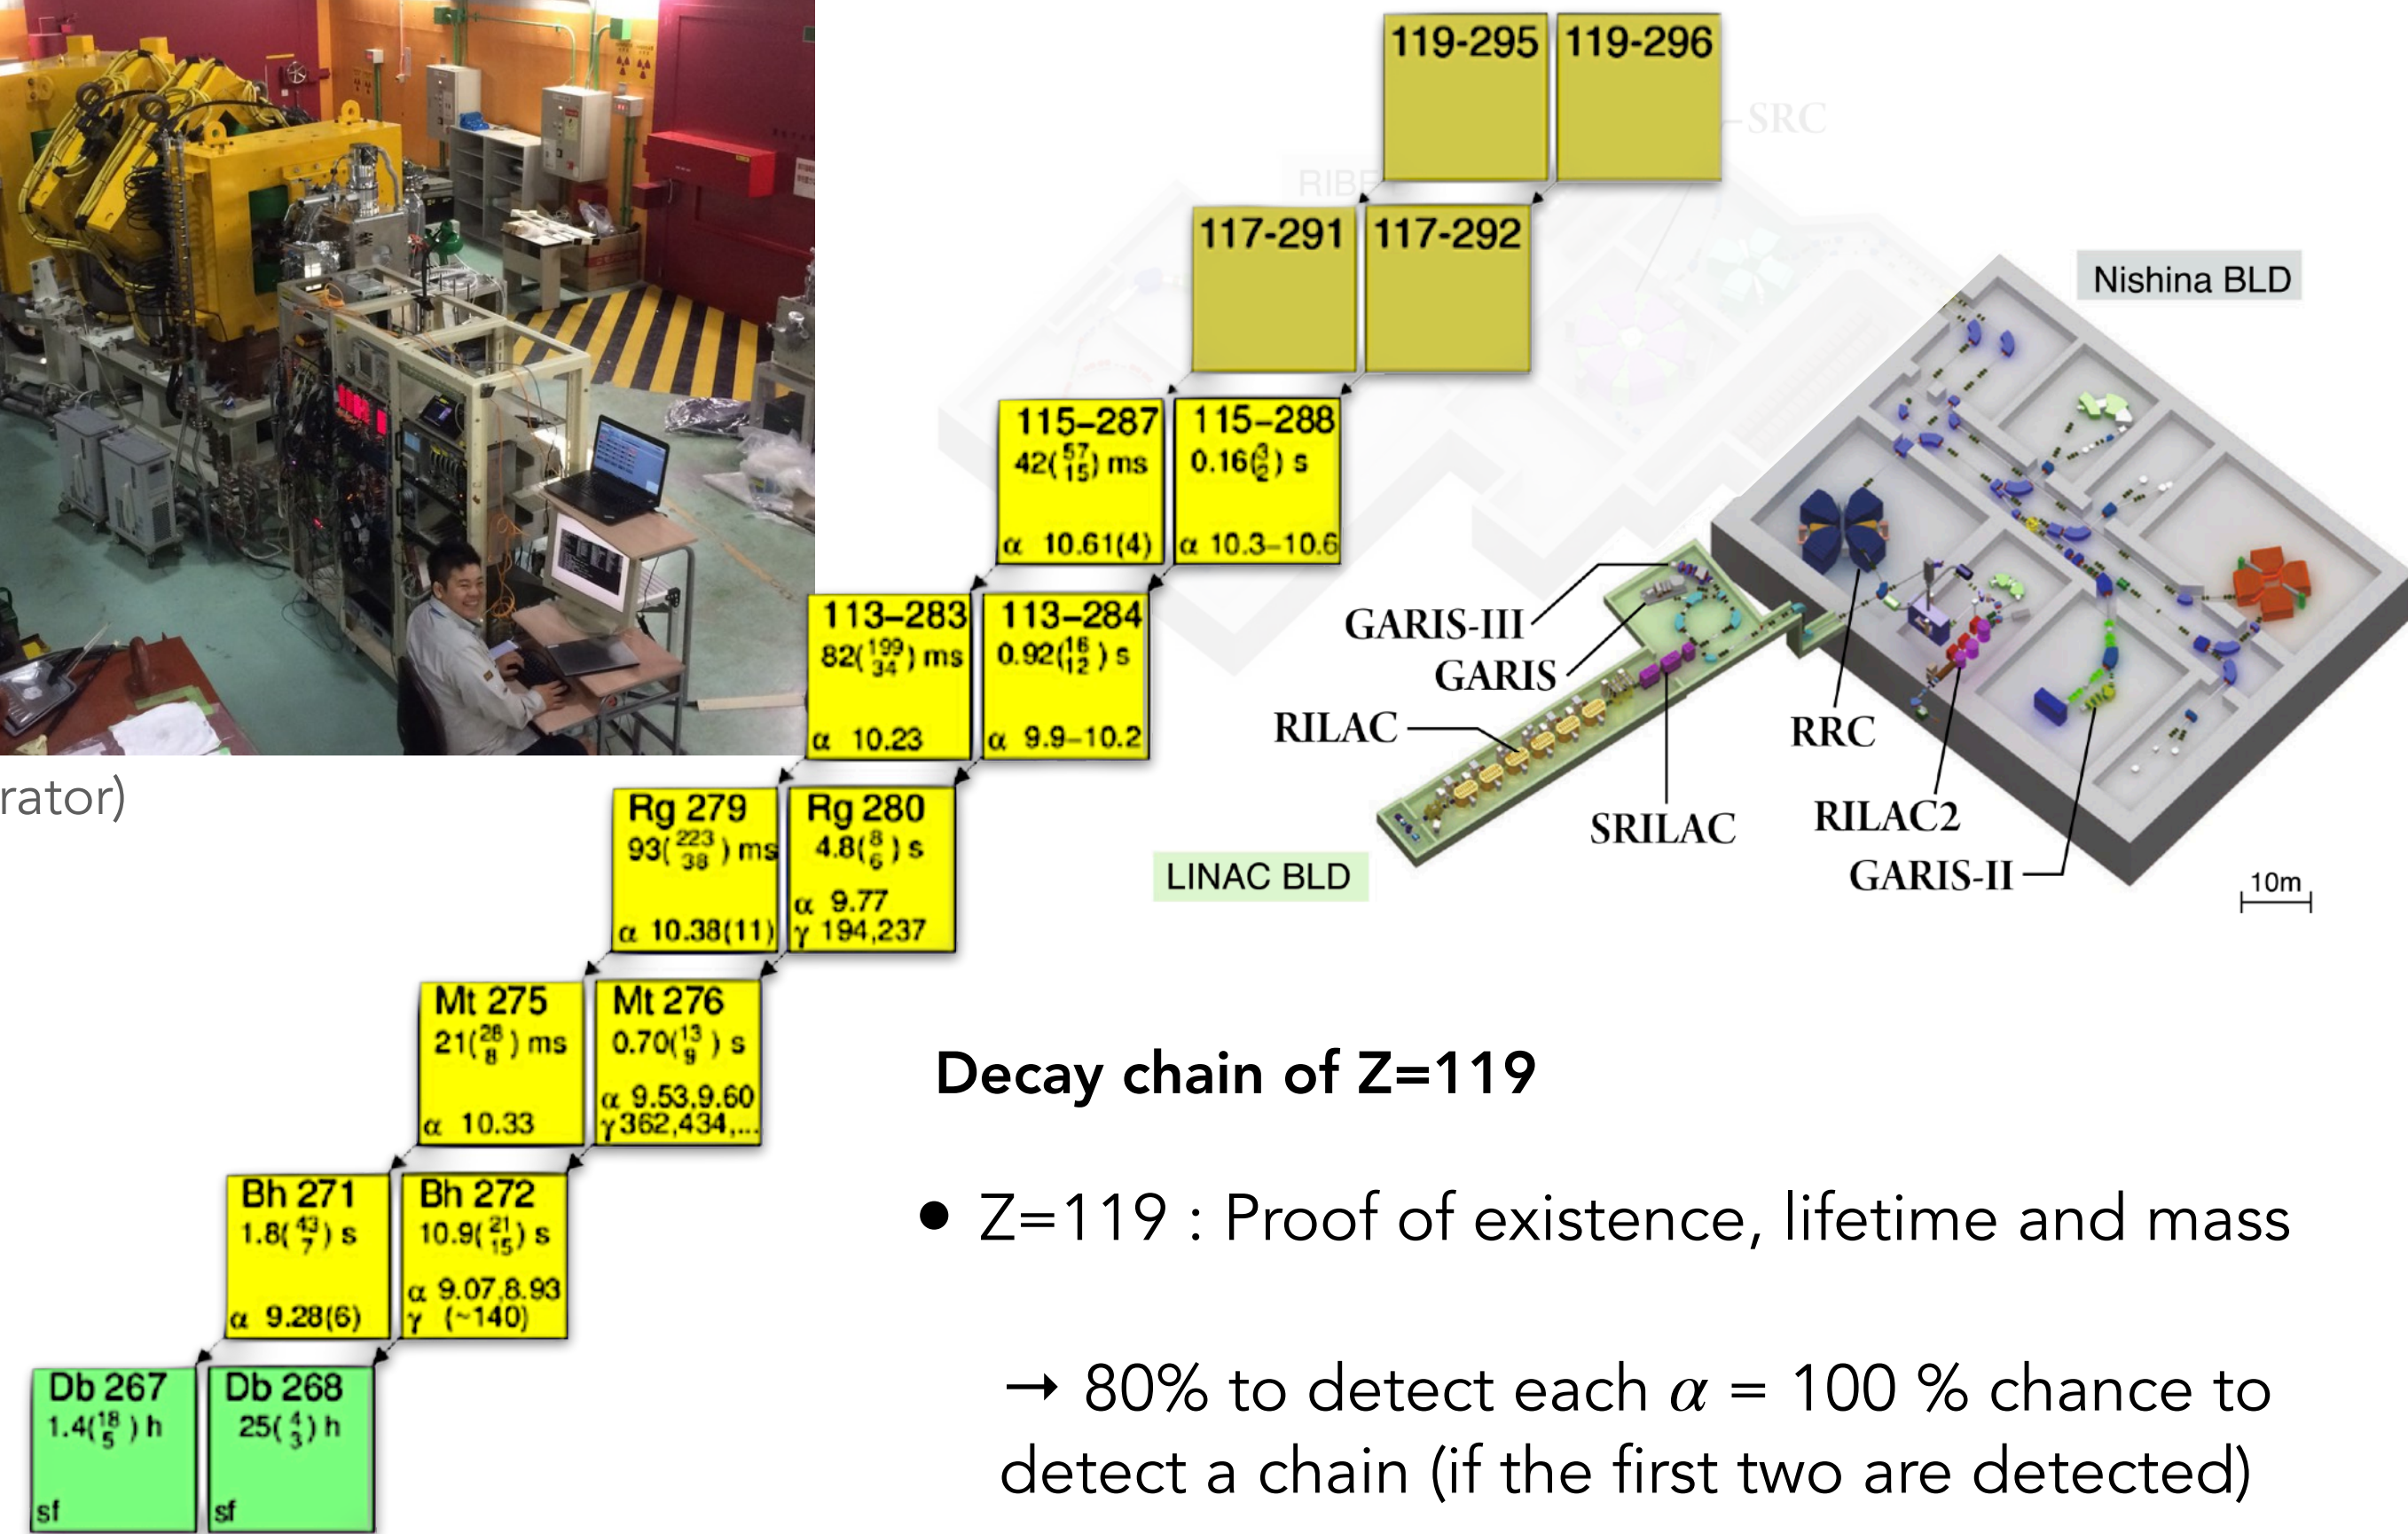 119-295
119-296
SRC
117-291
117-292
Nishina BLD
115–287
42(57/15) ms
α 10.61(4)
115–288
0.16(3/2) s
α 10.3–10.6
113–283
82(199/34) ms
α 10.23
113–284
0.92(16/12) s
α 9.9–10.2
GARIS-III
GARIS
RILAC
SRILAC
RRC
RILAC2
GARIS-II
LINAC BLD
10m
rator)
Rg 279
93(223/38) ms
α 10.38(11)
Rg 280
4.8(8/6) s
α 9.77
γ 194,237
Mt 275
21(28/8) ms
α 10.33
Mt 276
0.70(13/9) s
α 9.53,9.60
γ 362,434,...
Bh 271
1.8(43/7) s
α 9.28(6)
Bh 272
10.9(21/15) s
α 9.07,8.93
γ (~140)
Db 267
1.4(18/5) h
sf
Db 268
25(4/3) h
sf
Decay chain of Z=119
• Z=119 : Proof of existence, lifetime and mass
→ 80% to detect each α = 100 % chance to
detect a chain (if the first two are detected)